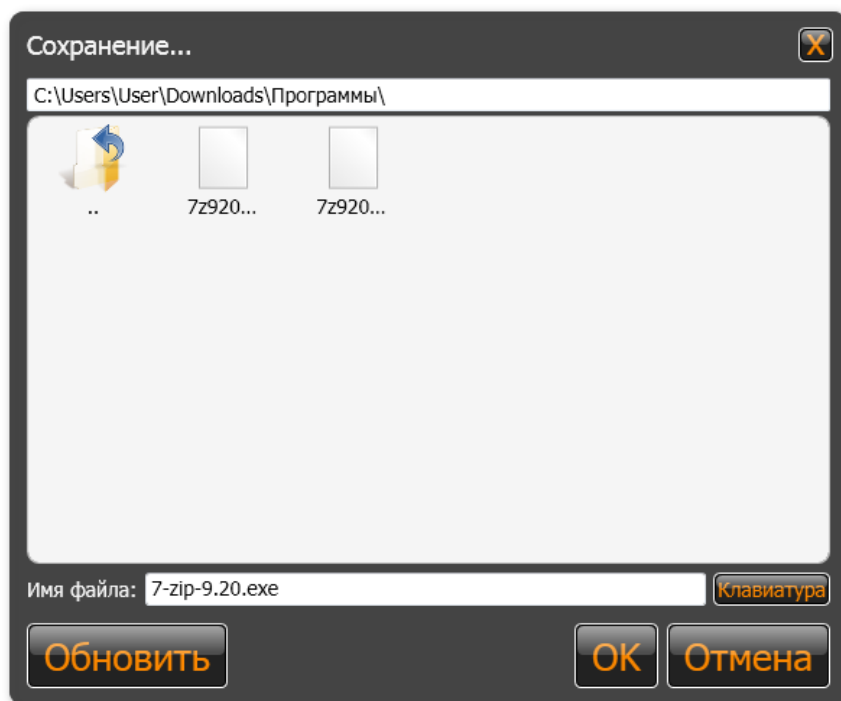 Сохранение...
X
C:\Users\User\Downloads\Программы\
..
7z920...
7z920...
Имя файла: 7-zip-9.20.exe Клавиатура
Обновить OK Отмена